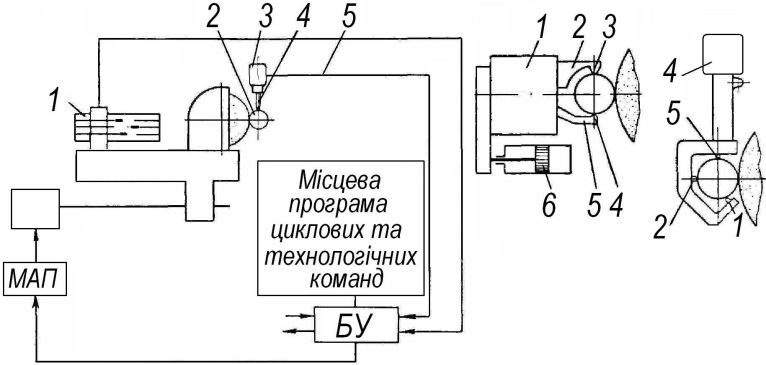 2 3 4 5
1
МАП
Місцева
програма
циклових та
технологічних
команд
БУ
1 2 3
6 5 4
4
5
2 1